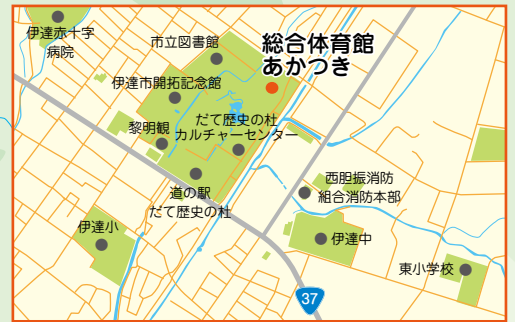 伊達赤十字
病院
市立図書館
総合体育館
あかつき
伊達市開拓記念館
だて歴史の杜
カルチャーセンター
黎明観
道の駅
だて歴史の杜
西胆振消防
組合消防本部
伊達小
伊達中
東小学校
37